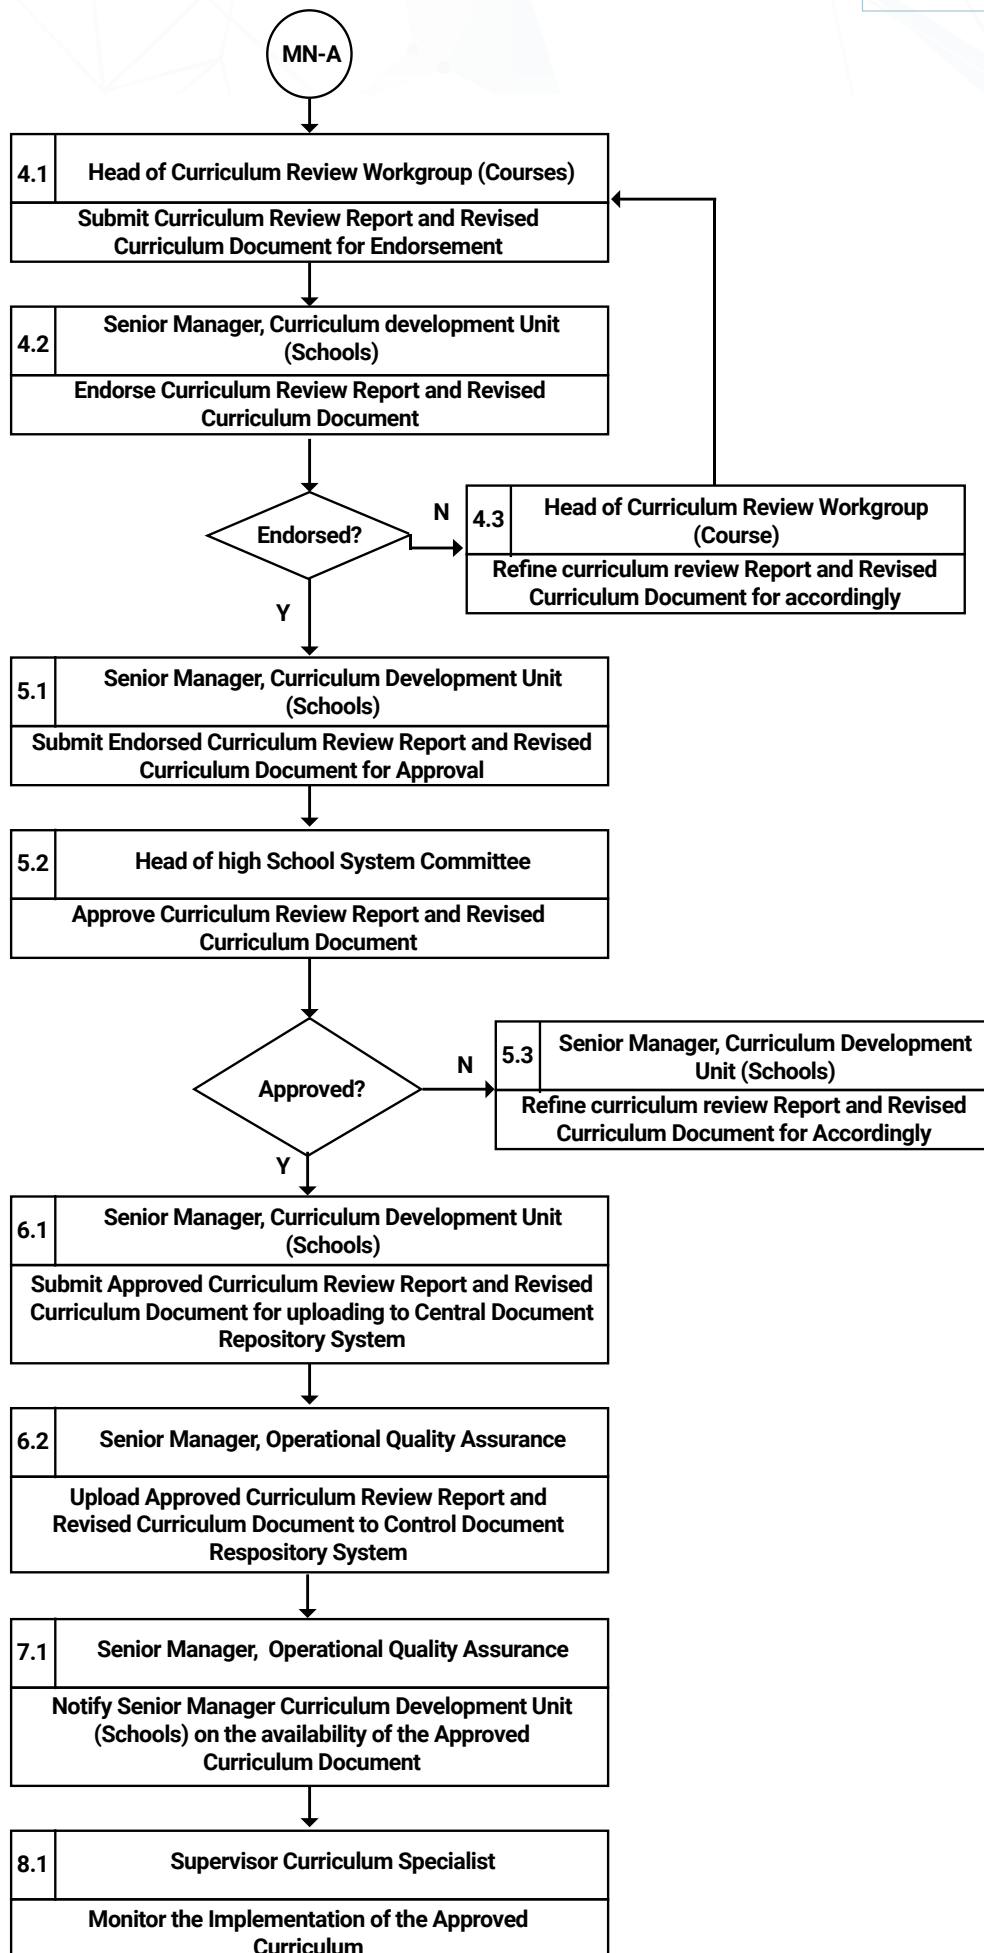 MN-A
4.1
Head of Curriculum Review Workgroup (Courses)
Submit Curriculum Review Report and Revised
Curriculum Document for Endorsement
4.2
Senior Manager, Curriculum development Unit
(Schools)
Endorse Curriculum Review Report and Revised
Curriculum Document
Endorsed?
N
4.3
Head of Curriculum Review Workgroup
(Course)
Refine curriculum review Report and Revised
Curriculum Document for accordingly
Y
5.1
Senior Manager, Curriculum Development Unit
(Schools)
Submit Endorsed Curriculum Review Report and Revised
Curriculum Document for Approval
5.2
Head of high School System Committee
Approve Curriculum Review Report and Revised
Curriculum Document
Approved?
N
5.3
Senior Manager, Curriculum Development
Unit (Schools)
Refine curriculum review Report and Revised
Curriculum Document for Accordingly
Y
6.1
Senior Manager, Curriculum Development Unit
(Schools)
Submit Approved Curriculum Review Report and Revised
Curriculum Document for uploading to Central Document
Repository System
6.2
Senior Manager, Operational Quality Assurance
Upload Approved Curriculum Review Report and
Revised Curriculum Document to Control Document
Respository System
7.1
Senior Manager, Operational Quality Assurance
Notify Senior Manager Curriculum Development Unit
(Schools) on the availability of the Approved
Curriculum Document
8.1
Supervisor Curriculum Specialist
Monitor the Implementation of the Approved
Curriculum